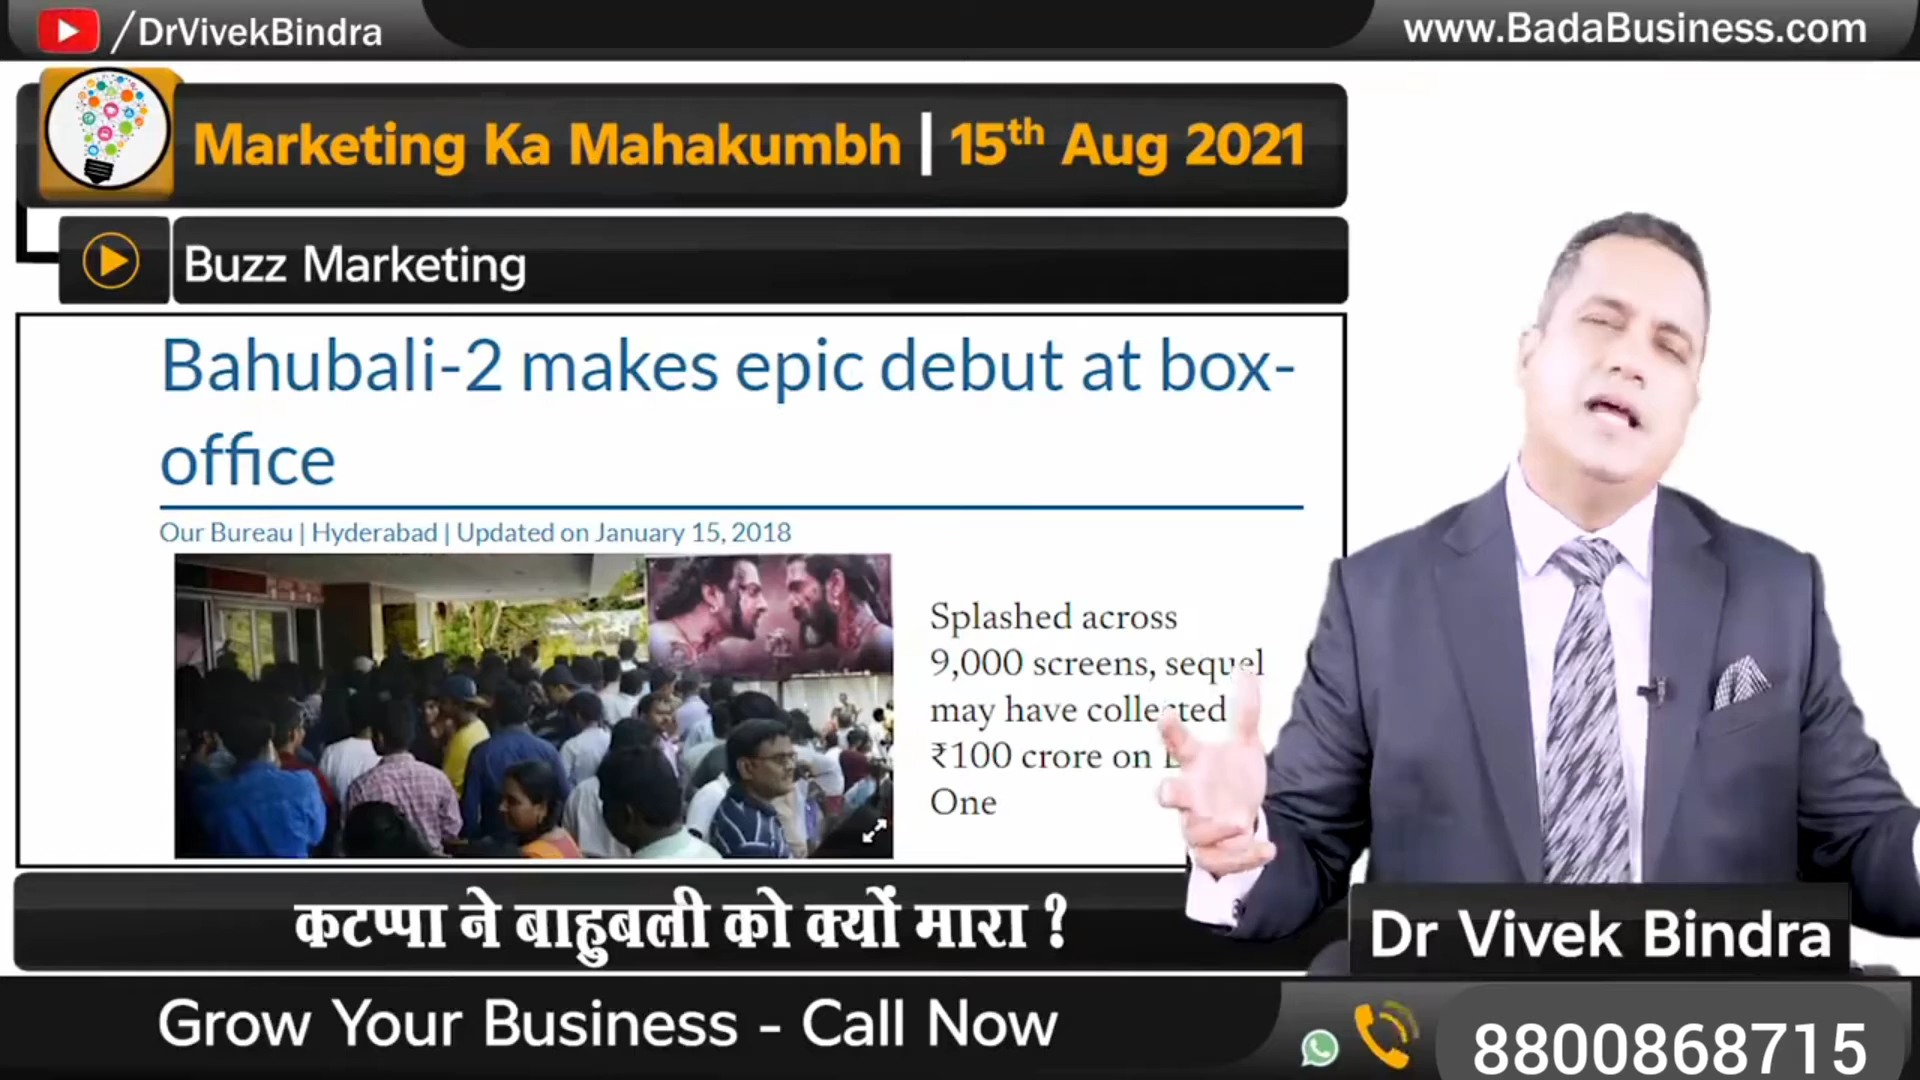 /DrVivekBindra
www.BadaBusiness.com
Marketing Ka Mahakumbh | 15th Aug 2021
Buzz Marketing
Bahubali-2 makes epic debut at box-
office
Our Bureau | Hyderabad | Updated on January 15, 2018
Splashed across
9,000 screens, sequel
may have collected
₹100 crore on
One
कटप्पा ने बाहुबली को क्यों मारा ?
Dr Vivek Bindra
Grow Your Business - Call Now
8800868715